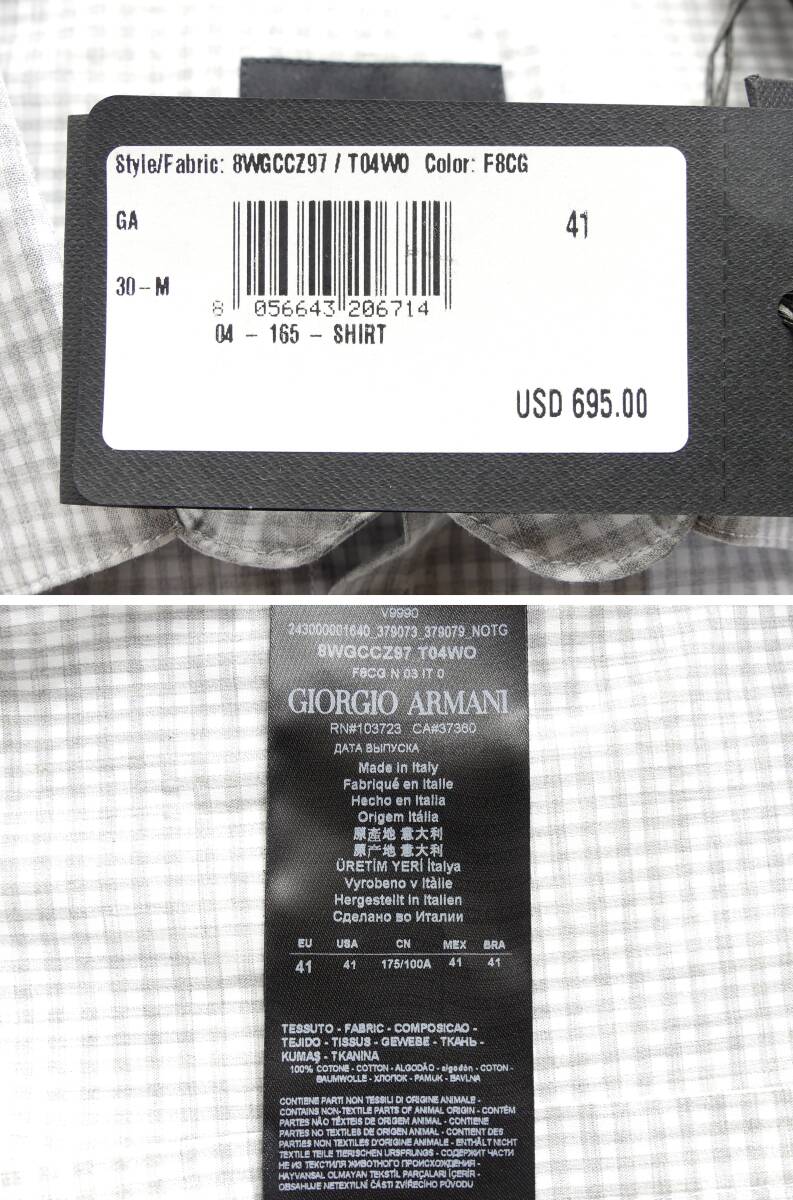 Style/Fabric: 8WGCCZ97 / T04W0 Color: F8CG
GA
41
30-M
8 056643 206714
04 - 165 - SHIRT
USD 695.00
V9990
243000001640_379073_379079_NOTG
8WGCCZ97 T04WO
F8CG N 03 IT 0
GIORGIO ARMANI
RN#103723 CA#37360
ДАТА ВЫПУСКА
Made in Italy
Fabriqué en Italie
Hecho en Italia
Origem Itália
原產地 意大利
原产地 意大利
ÜRETİM YERİ İtalya
Vyrobeno v Itálie
Hergestellt in Italien
Сделано во Италии
EU USA CN MEX BRA
41 41 175/100A 41 41
TESSUTO - FABRIC - COMPOSICAO -
TEJIDO - TISSUS - GEWEBE - ТКАНЬ -
KUMAŞ - TKANINA
100% COTONE - COTTON - ALGODÃO - algodón - COTON -
BAUMWOLLE - ХЛОПОК - PAMUK - BAVLNA
CONTIENE PARTI NON TESSILI DI ORIGINE ANIMALE -
CONTAINS NON-TEXTILE PARTS OF ANIMAL ORIGIN - CONTÉM
PARTES NÃO TÊXTEIS DE ORIGEM ANIMAL - CONTIENE
PARTES NO TEXTILES DE ORIGEN ANIMAL - CONTIENT DES
PARTIES NON TEXTILES D'ORIGINE ANIMALE - ENTHÄLT NICHT
TEXTILE TEILE TIERISCHEN URSPRUNGS - СОДЕРЖИТ ЧАСТИ
НЕ ИЗ ТЕКСТИЛЯ ЖИВОТНОГО ПРОИСХОЖДЕНИЯ -
HAYVANSAL OLMAYAN TEKSTİL PARÇALARI İÇERİR -
OBSAHUJE NETEXTILNÍ ČÁSTI ZVÍŘECÍHO PŮVODU